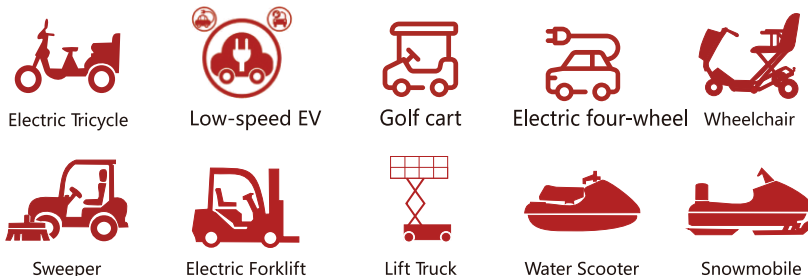 Electric Tricycle
Low-speed EV
Golf cart
Electric four-wheel
Wheelchair
Sweeper
Electric Forklift
Lift Truck
Water Scooter
Snowmobile